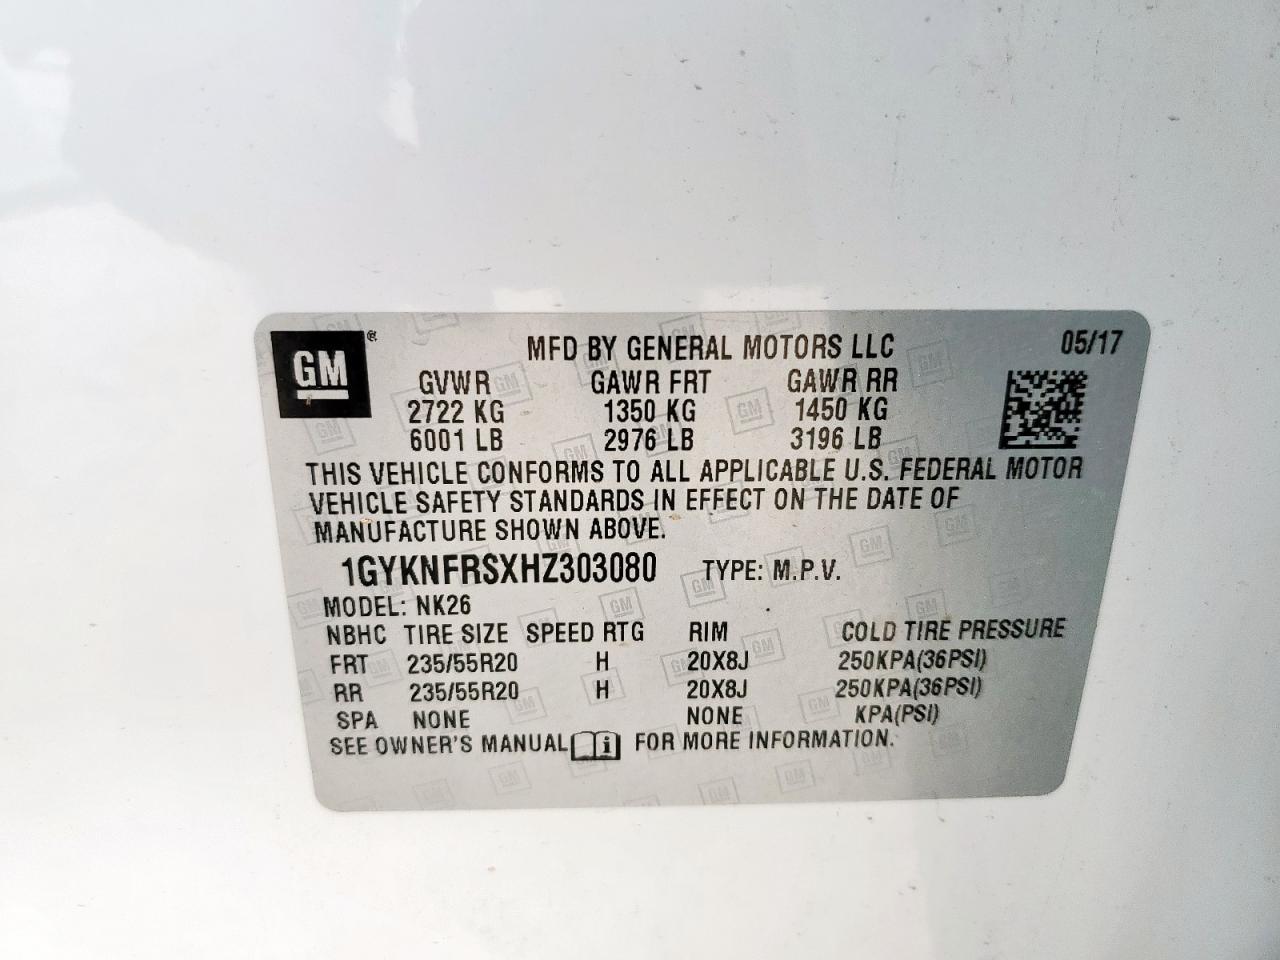 GM®
MFD BY GENERAL MOTORS LLC 05/17
GVWR GAWR FRT GAWR RR
2722 KG 1350 KG 1450 KG
6001 LB 2976 LB 3196 LB
THIS VEHICLE CONFORMS TO ALL APPLICABLE U.S. FEDERAL MOTOR
VEHICLE SAFETY STANDARDS IN EFFECT ON THE DATE OF
MANUFACTURE SHOWN ABOVE.
1GYKNFRSXHZ303080 TYPE: M.P.V.
MODEL: NK26
NBHC TIRE SIZE SPEED RTG RIM COLD TIRE PRESSURE
FRT 235/55R20 H 20X8J 250KPA(36PSI)
RR 235/55R20 H 20X8J 250KPA(36PSI)
SPA NONE NONE KPA(PSI)
SEE OWNER'S MANUAL i FOR MORE INFORMATION.